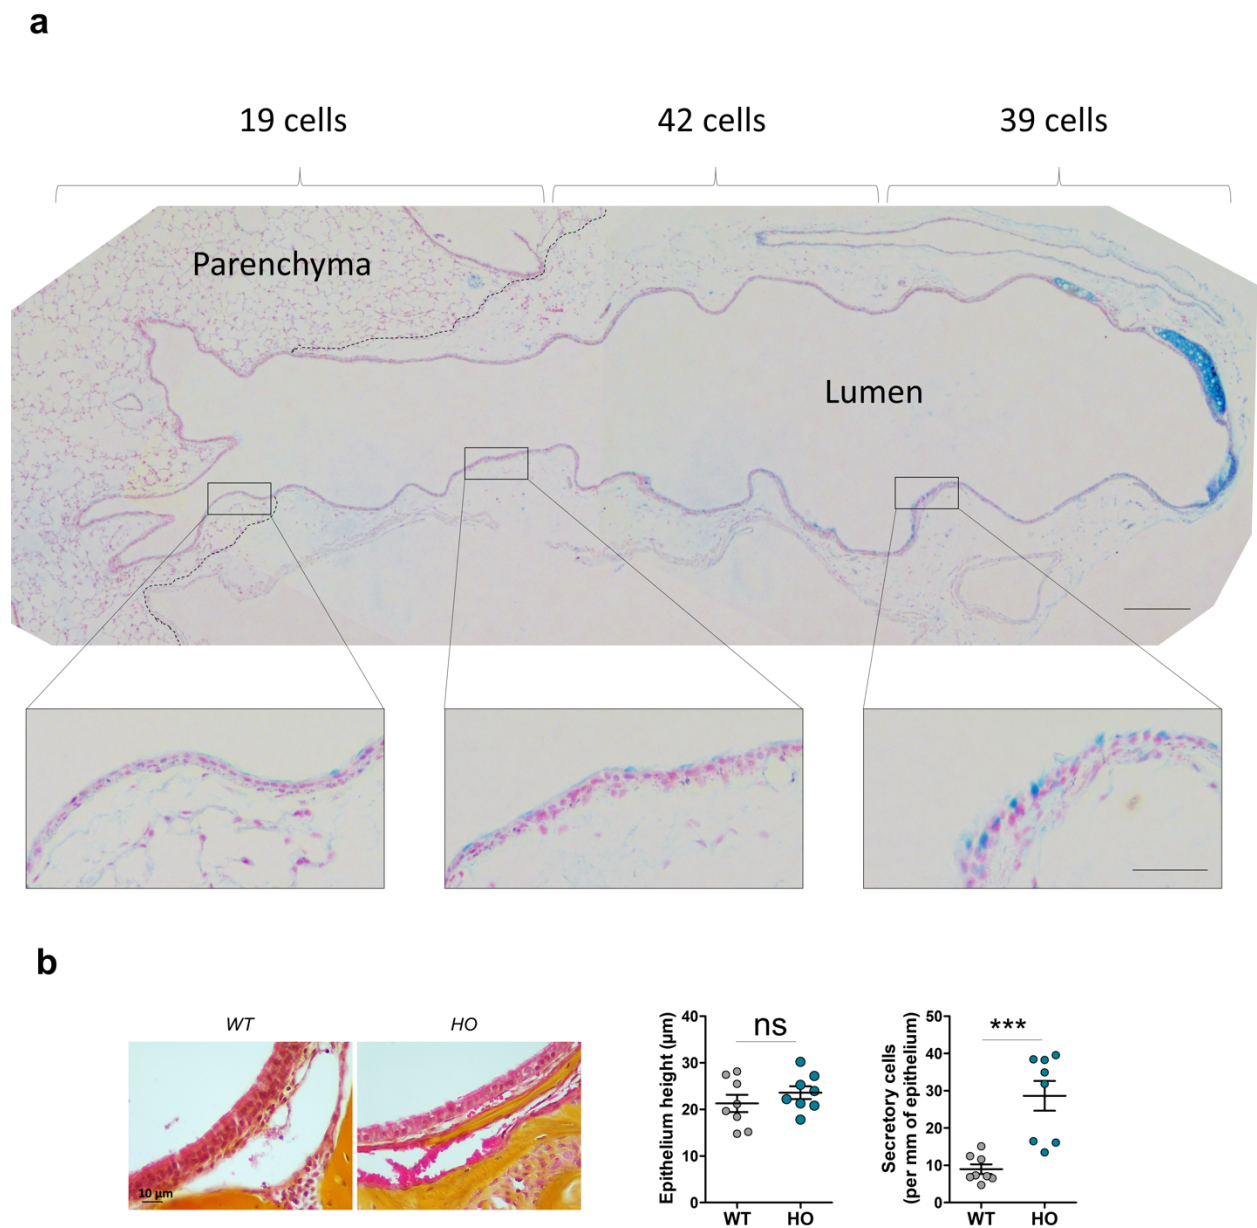 a
19 cells
42 cells
39 cells
Parenchyma
Lumen
b
WT
HO
10 µm
Epithelium height (µm)
40
30
20
10
0
ns
WT
HO
Secretory cells
(per mm of epithelium)
50
40
30
20
10
0
***
WT
HO